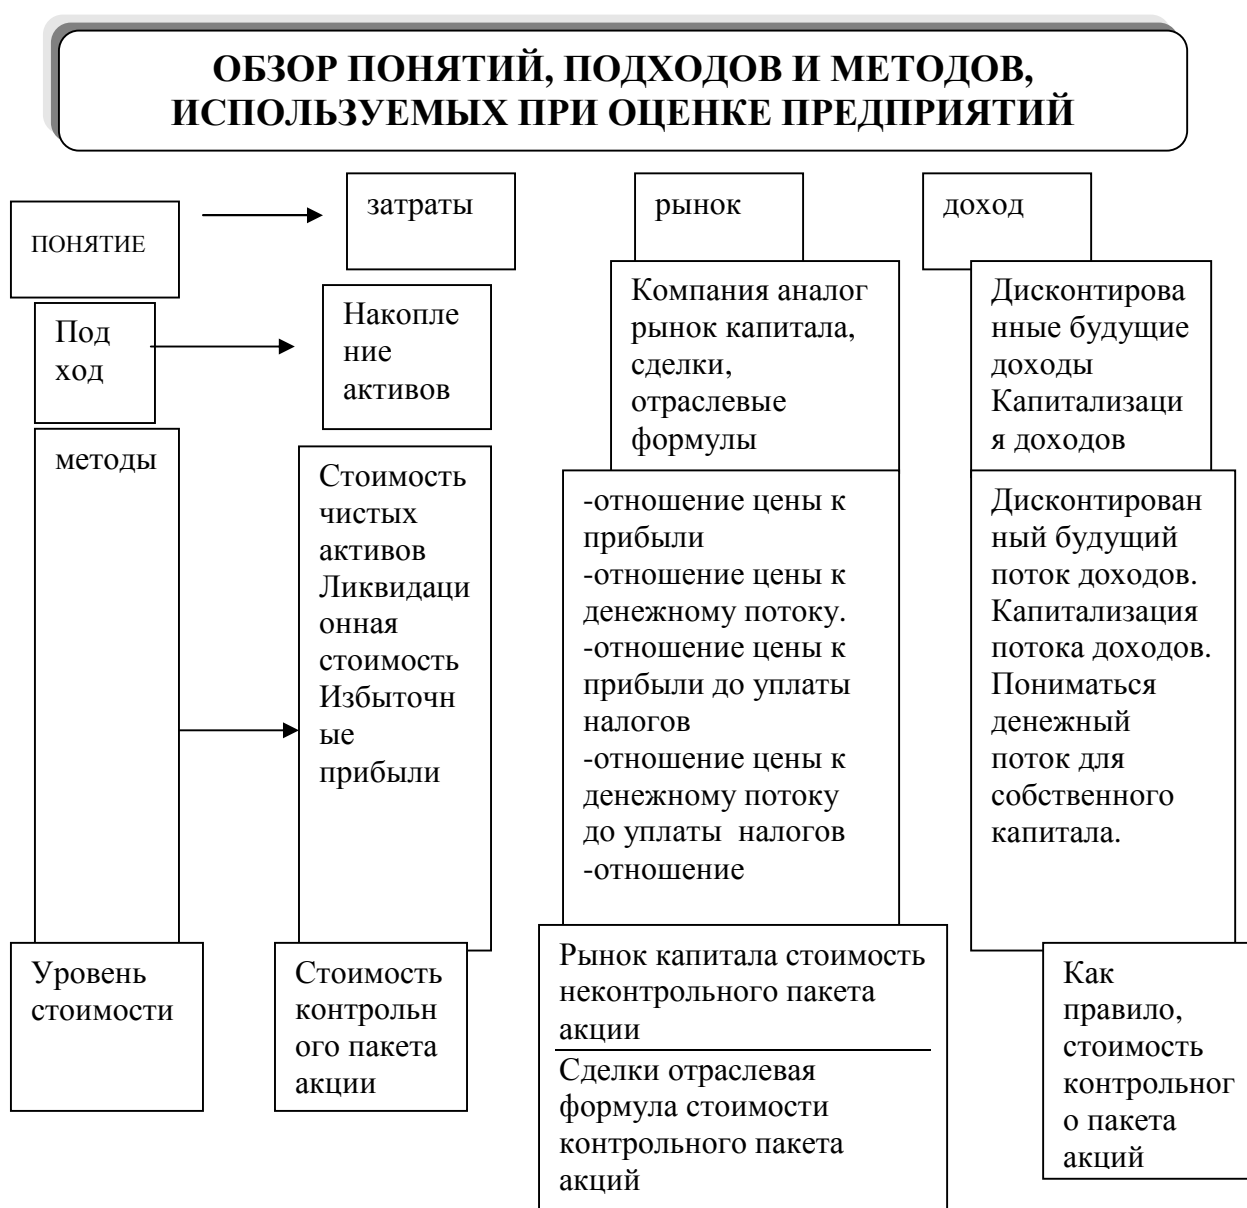 ОБЗОР ПОНЯТИЙ, ПОДХОДОВ И МЕТОДОВ,
ИСПОЛЬЗУЕМЫХ ПРИ ОЦЕНКЕ ПРЕДПРИЯТИЙ
ПОНЯТИЕ
затраты
рынок
доход
Под
ход
Накопле
ние
активов
Компания аналог
рынок капитала,
сделки,
отраслевые
формулы
Дисконтирова
нные будущие
доходы
Капитализаци
я доходов
методы
Стоимость
чистых
активов
Ликвидаци
онная
стоимость
Избыточн
ые
прибыли
-отношение цены к
прибыли
-отношение цены к
денежному потоку.
-отношение цены к
прибыли до уплаты
налогов
-отношение цены к
денежному потоку
до уплаты  налогов
-отношение
Дисконтирован
ный будущий
поток доходов.
Капитализация
потока доходов.
Пониматься
денежный
поток для
собственного
капитала.
Уровень
стоимости
Стоимость
контрольн
ого пакета
акции
Рынок капитала стоимость
неконтрольного пакета
акции
Сделки отраслевая
формула стоимости
контрольного пакета
акций
Как
правило,
стоимость
контрольног
о пакета
акций